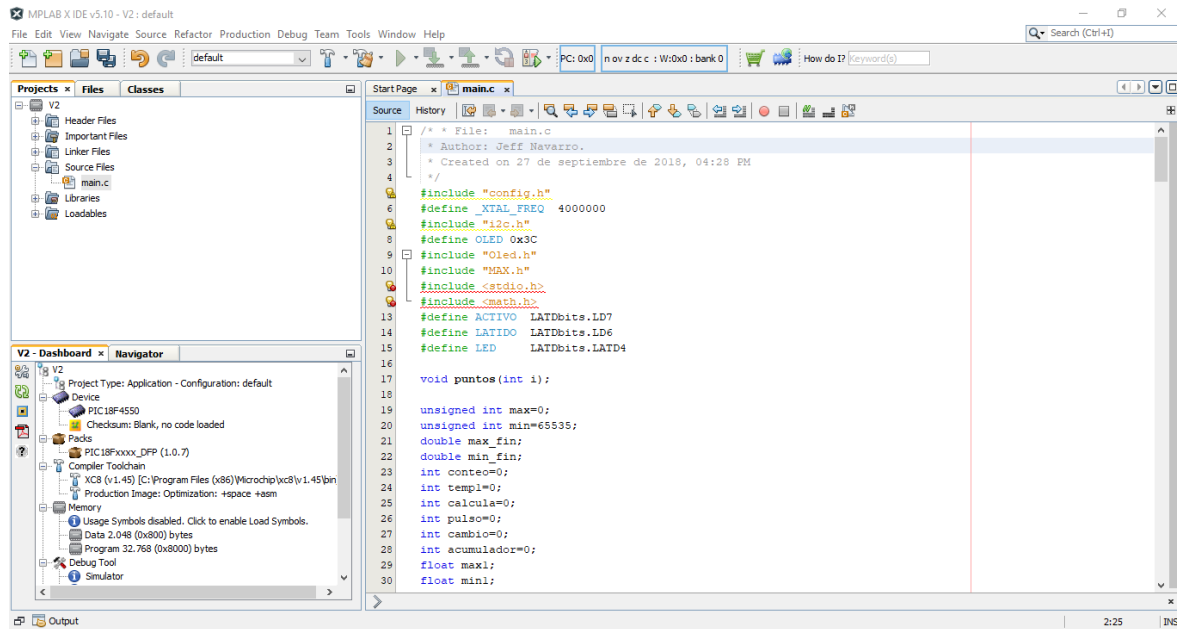 MPLAB X IDE v5.10 - V2 : default
File Edit View Navigate Source Refactor Production Debug Team Tools Window Help
Search (Ctrl+I)
default
PC: 0x0
n ov z dc c : W:0x0 : bank 0
How do I?
Keyword(s)
Projects
Files
Classes
V2
Header Files
Important Files
Linker Files
Source Files
main.c
Libraries
Loadables
V2 - Dashboard
Navigator
V2
Project Type: Application - Configuration: default
Device
PIC18F4550
Checksum: Blank, no code loaded
Packs
PIC18Fxxxx_DFP (1.0.7)
Compiler Toolchain
XC8 (v1.45) [C:\Program Files (x86)\Microchip\xc8\v1.45\bin
Production Image: Optimization: +space +asm
Memory
Usage Symbols disabled. Click to enable Load Symbols.
Data 2.048 (0x800) bytes
Program 32.768 (0x8000) bytes
Debug Tool
Simulator
Start Page
main.c
Source
History
1 /* * File:   main.c
2  * Author: Jeff Navarro.
3  * Created on 27 de septiembre de 2018, 04:28 PM
4  */
#include "config.h"
6 #define _XTAL_FREQ  4000000
#include "i2c.h"
8 #define OLED 0x3C
9 #include "Oled.h"
10 #include "MAX.h"
#include <stdio.h>
#include <math.h>
13 #define ACTIVO  LATDbits.LD7
14 #define LATIDO  LATDbits.LD6
15 #define LED     LATDbits.LATD4
16
17 void puntos(int i);
18
19 unsigned int max=0;
20 unsigned int min=65535;
21 double max_fin;
22 double min_fin;
23 int conteo=0;
24 int templ=0;
25 int calcula=0;
26 int pulso=0;
27 int cambio=0;
28 int acumulador=0;
29 float max1;
30 float min1;
Output
2:25
INS